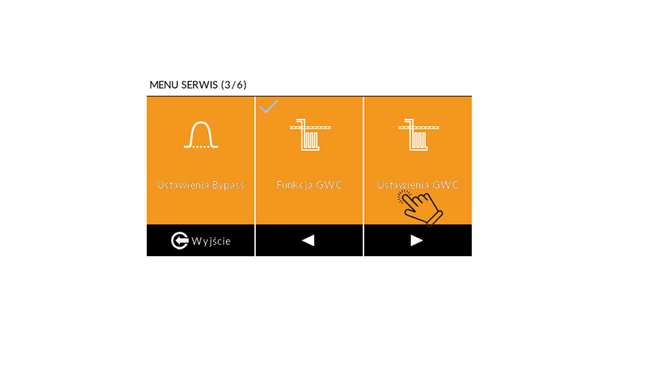 MENU SERWIS (3/6)
Ustawienia Bypass
Funkcja GWC
Ustawienia GWC
Wyjście